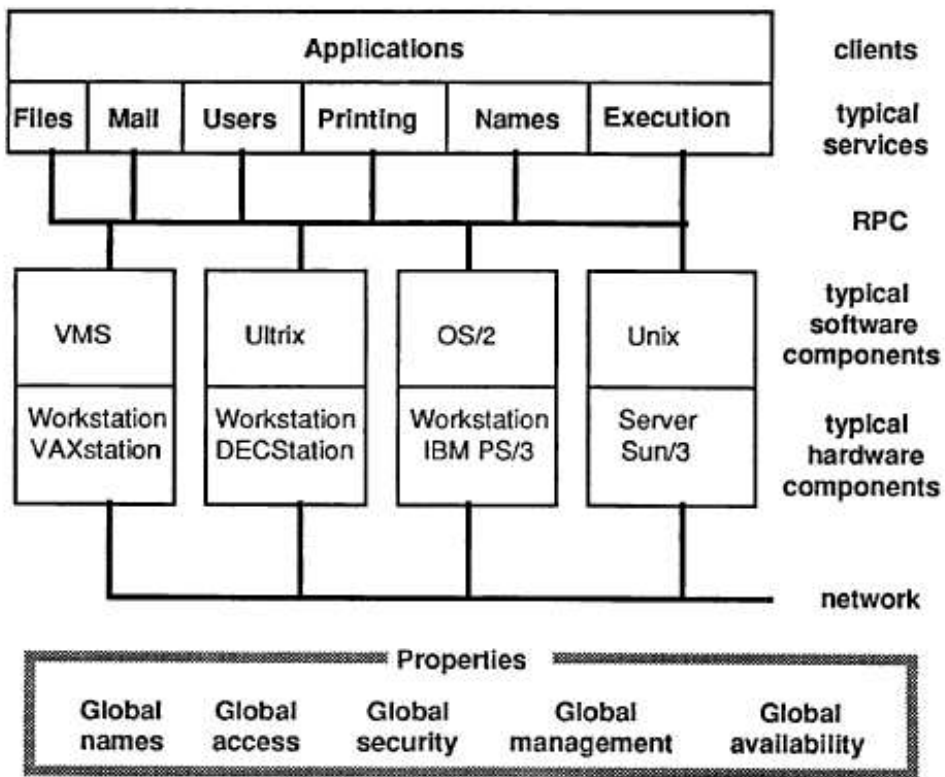 Applications
clients
Files Mail Users Printing Names Execution
typical
services
RPC
VMS
Ultrix
OS/2
Unix
typical
software
components
Workstation
VAXstation
Workstation
DECStation
Workstation
IBM PS/3
Server
Sun/3
typical
hardware
components
network
Properties
Global
names
Global
access
Global
security
Global
management
Global
availability